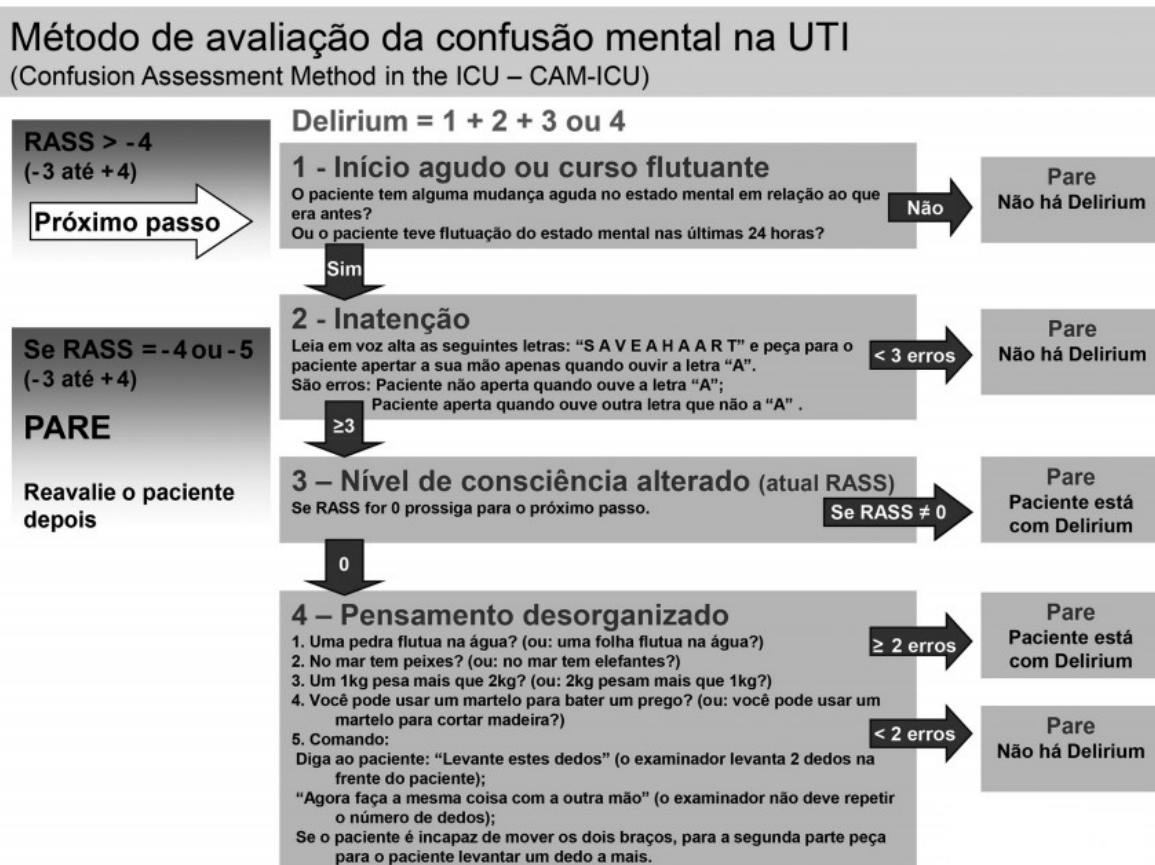 Método de avaliação da confusão mental na UTI
(Confusion Assessment Method in the ICU – CAM-ICU)
RASS > -4
(-3 até +4)
Próximo passo
Se RASS = -4 ou -5
(-3 até +4)
PARE
Reavalie o paciente
depois
Delirium = 1 + 2 + 3 ou 4
1 - Início agudo ou curso flutuante
O paciente tem alguma mudança aguda no estado mental em relação ao que
era antes?
Ou o paciente teve flutuação do estado mental nas últimas 24 horas?
Não
Pare
Não há Delirium
Sim
2 - Inatenção
Leia em voz alta as seguintes letras: “S A V E A H A A R T” e peça para o
paciente apertar a sua mão apenas quando ouvir a letra “A”.
São erros: Paciente não aperta quando ouve a letra “A”;
Paciente aperta quando ouve outra letra que não a “A” .
< 3 erros
Pare
Não há Delirium
≥3
3 – Nível de consciência alterado (atual RASS)
Se RASS for 0 prossiga para o próximo passo.
Se RASS ≠ 0
Pare
Paciente está
com Delirium
0
4 – Pensamento desorganizado
1. Uma pedra flutua na água? (ou: uma folha flutua na água?)
2. No mar tem peixes? (ou: no mar tem elefantes?)
3. Um 1kg pesa mais que 2kg? (ou: 2kg pesam mais que 1kg?)
4. Você pode usar um martelo para bater um prego? (ou: você pode usar um
martelo para cortar madeira?)
5. Comando:
Diga ao paciente: “Levante estes dedos” (o examinador levanta 2 dedos na
frente do paciente);
“Agora faça a mesma coisa com a outra mão” (o examinador não deve repetir
o número de dedos);
Se o paciente é incapaz de mover os dois braços, para a segunda parte peça
para o paciente levantar um dedo a mais.
≥ 2 erros
Pare
Paciente está
com Delirium
< 2 erros
Pare
Não há Delirium